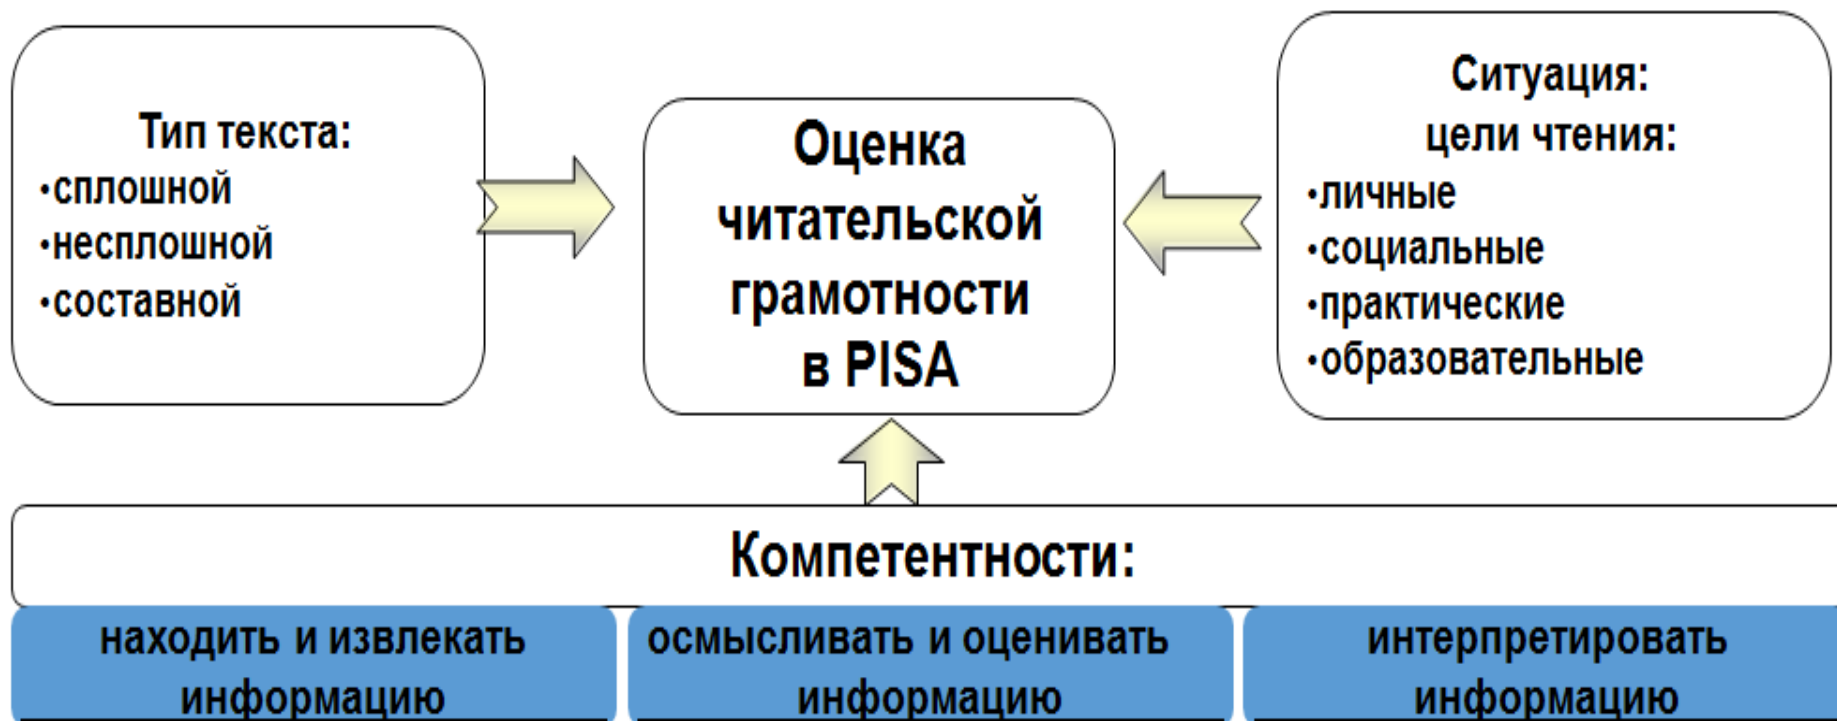 Тип текста:
•сплошной
•несплошной
•составной
Оценка
читательской
грамотности
в PISA
Ситуация:
цели чтения:
•личные
•социальные
•практические
•образовательные
Компетентности:
находить и извлекать
информацию
осмысливать и оценивать
информацию
интерпретировать
информацию